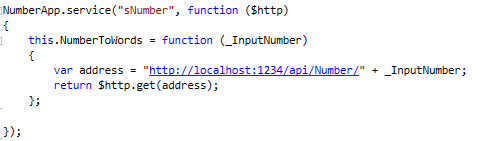 NumberApp.service("sNumber", function ($http)
{
    this.NumberToWords = function (_InputNumber)
    {
        var address = "http://localhost:1234/api/Number/" + _InputNumber;
        return $http.get(address);
    };

});